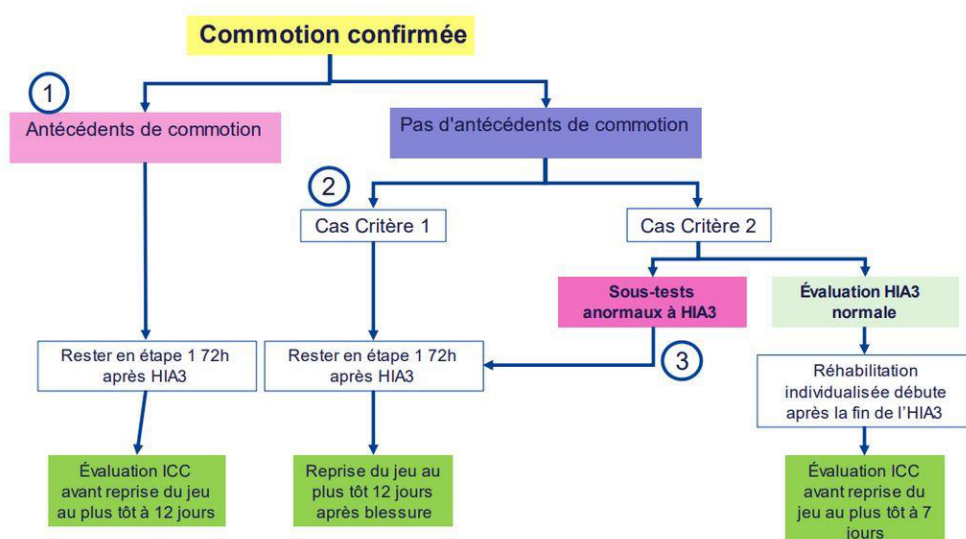 Commotion confirmée
1
Antécédents de commotion
Pas d'antécédents de commotion
2
Cas Critère 1
Cas Critère 2
Sous-tests
anormaux à HIA3
Évaluation HIA3
normale
3
Rester en étape 1 72h
après HIA3
Rester en étape 1 72h
après HIA3
Réhabilitation
individualisée débute
après la fin de l'HIA3
Évaluation ICC
avant reprise du jeu
au plus tôt à 12 jours
Reprise du jeu au
plus tôt 12 jours
après blessure
Évaluation ICC
avant reprise du
jeu au plus tôt à 7
jours